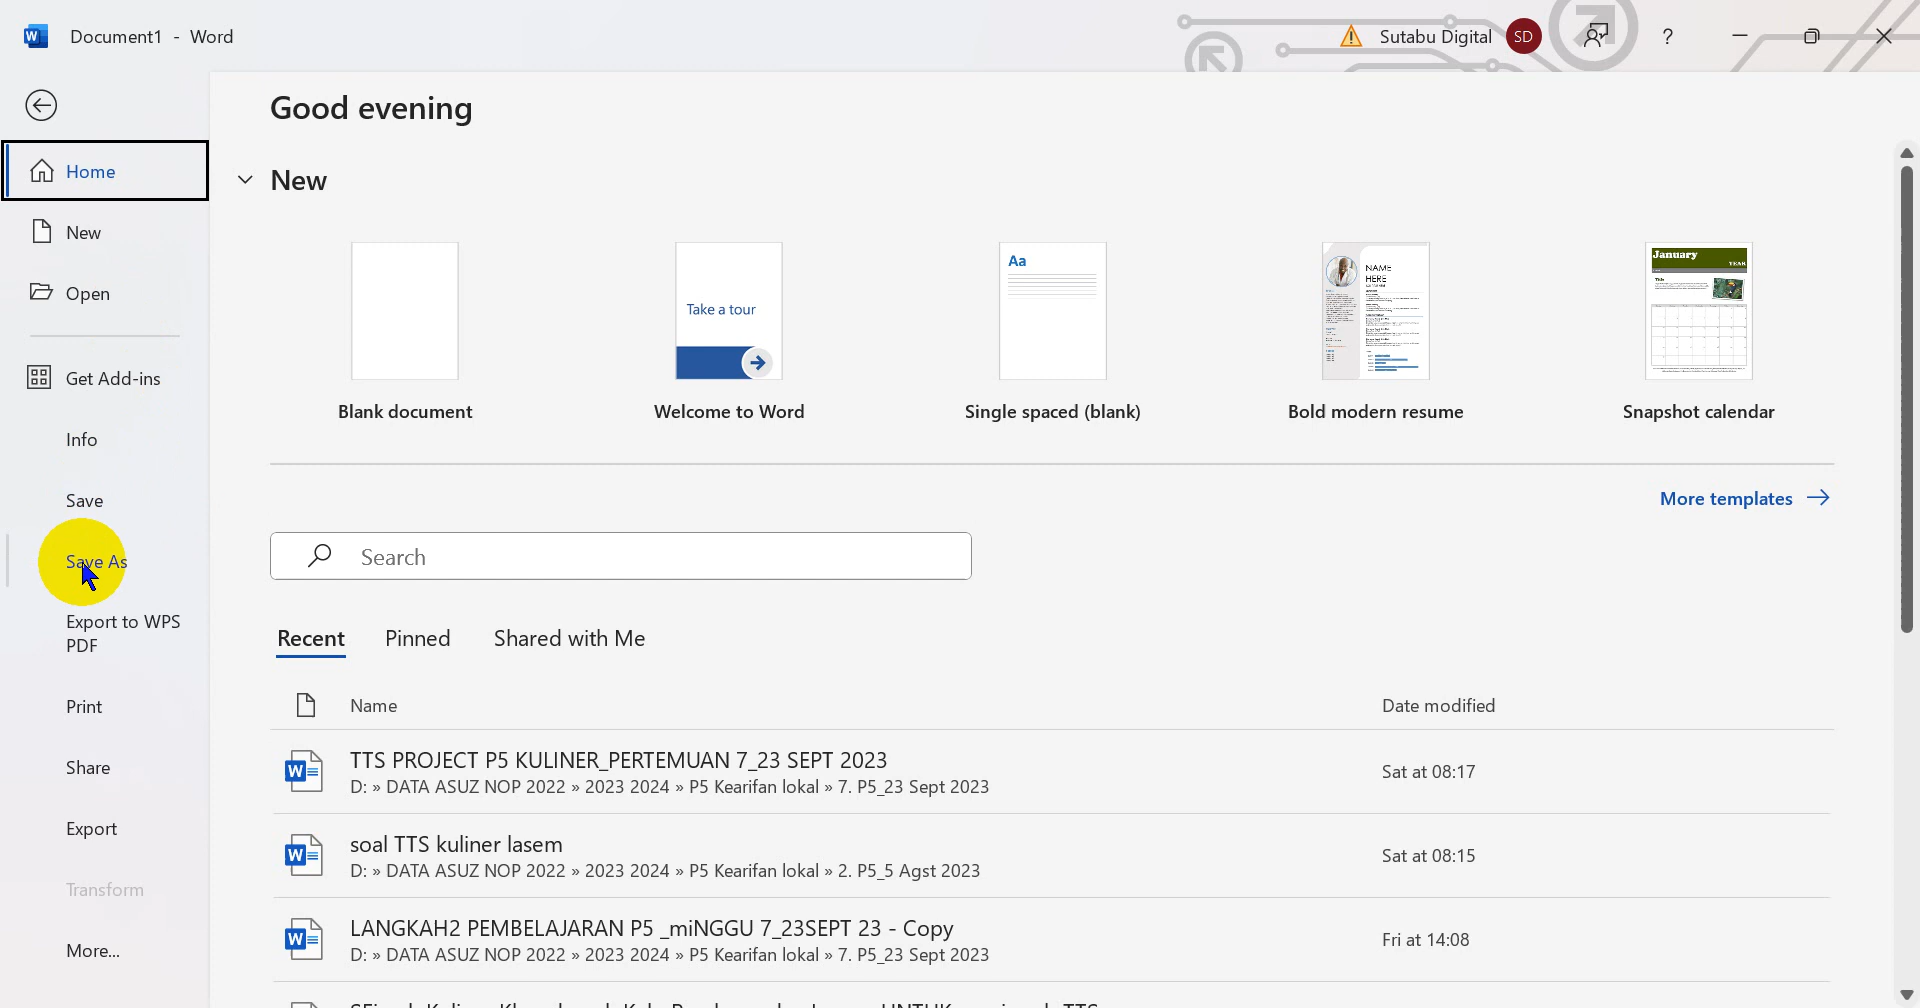 Document1 - Word
Sutabu Digital SD
?
Home
New
Open
Get Add-ins
Info
Save
Save As
Export to WPS
PDF
Print
Share
Export
Transform
More...
Good evening
New
Take a tour
Aa
NAME
HERE
January
YEAR
Title
Blank document
Welcome to Word
Single spaced (blank)
Bold modern resume
Snapshot calendar
More templates
Search
Recent Pinned Shared with Me
Name Date modified
TTS PROJECT P5 KULINER_PERTEMUAN 7_23 SEPT 2023
D: » DATA ASUZ NOP 2022 » 2023 2024 » P5 Kearifan lokal » 7. P5_23 Sept 2023
Sat at 08:17
soal TTS kuliner lasem
D: » DATA ASUZ NOP 2022 » 2023 2024 » P5 Kearifan lokal » 2. P5_5 Agst 2023
Sat at 08:15
LANGKAH2 PEMBELAJARAN P5 _miNGGU 7_23SEPT 23 - Copy
D: » DATA ASUZ NOP 2022 » 2023 2024 » P5 Kearifan lokal » 7. P5_23 Sept 2023
Fri at 14:08